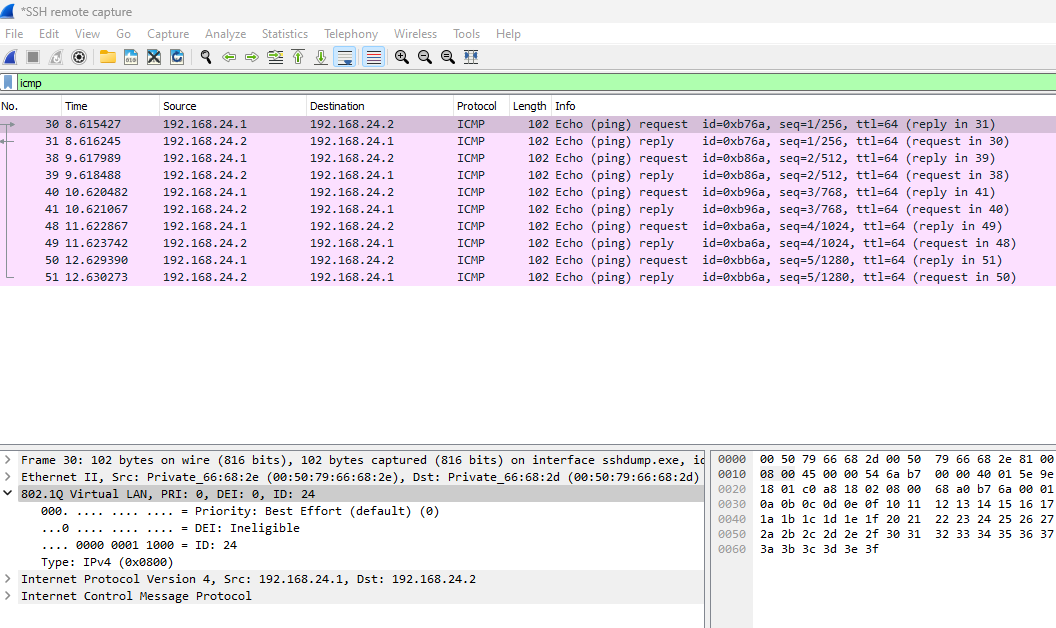 *SSH remote capture
File Edit View Go Capture Analyze Statistics Telephony Wireless Tools Help
icmp
No. Time Source Destination Protocol Length Info
30 8.615427 192.168.24.1 192.168.24.2 ICMP 102 Echo (ping) request id=0xb76a, seq=1/256, ttl=64 (reply in 31)
31 8.616245 192.168.24.2 192.168.24.1 ICMP 102 Echo (ping) reply id=0xb76a, seq=1/256, ttl=64 (request in 30)
38 9.617989 192.168.24.1 192.168.24.2 ICMP 102 Echo (ping) request id=0xb86a, seq=2/512, ttl=64 (reply in 39)
39 9.618488 192.168.24.2 192.168.24.1 ICMP 102 Echo (ping) reply id=0xb86a, seq=2/512, ttl=64 (request in 38)
40 10.620482 192.168.24.1 192.168.24.2 ICMP 102 Echo (ping) request id=0xb96a, seq=3/768, ttl=64 (reply in 41)
41 10.621067 192.168.24.2 192.168.24.1 ICMP 102 Echo (ping) reply id=0xb96a, seq=3/768, ttl=64 (request in 40)
48 11.622867 192.168.24.1 192.168.24.2 ICMP 102 Echo (ping) request id=0xba6a, seq=4/1024, ttl=64 (reply in 49)
49 11.623742 192.168.24.2 192.168.24.1 ICMP 102 Echo (ping) reply id=0xba6a, seq=4/1024, ttl=64 (request in 48)
50 12.629390 192.168.24.1 192.168.24.2 ICMP 102 Echo (ping) request id=0xbb6a, seq=5/1280, ttl=64 (reply in 51)
51 12.630273 192.168.24.2 192.168.24.1 ICMP 102 Echo (ping) reply id=0xbb6a, seq=5/1280, ttl=64 (request in 50)
Frame 30: 102 bytes on wire (816 bits), 102 bytes captured (816 bits) on interface sshdump.exe, id
Ethernet II, Src: Private_66:68:2e (00:50:79:66:68:2e), Dst: Private_66:68:2d (00:50:79:66:68:2d)
802.1Q Virtual LAN, PRI: 0, DEI: 0, ID: 24
000. .... .... .... = Priority: Best Effort (default) (0)
...0 .... .... .... = DEI: Ineligible
.... 0000 0001 1000 = ID: 24
Type: IPv4 (0x0800)
Internet Protocol Version 4, Src: 192.168.24.1, Dst: 192.168.24.2
Internet Control Message Protocol
0000 00 50 79 66 68 2d 00 50 79 66 68 2e 81 00
0010 08 00 45 00 00 54 6a b7 00 00 40 01 5e 9e
0020 18 01 c0 a8 18 02 08 00 68 a0 b7 6a 00 01
0030 0a 0b 0c 0d 0e 0f 10 11 12 13 14 15 16 17
0040 1a 1b 1c 1d 1e 1f 20 21 22 23 24 25 26 27
0050 2a 2b 2c 2d 2e 2f 30 31 32 33 34 35 36 37
0060 3a 3b 3c 3d 3e 3f